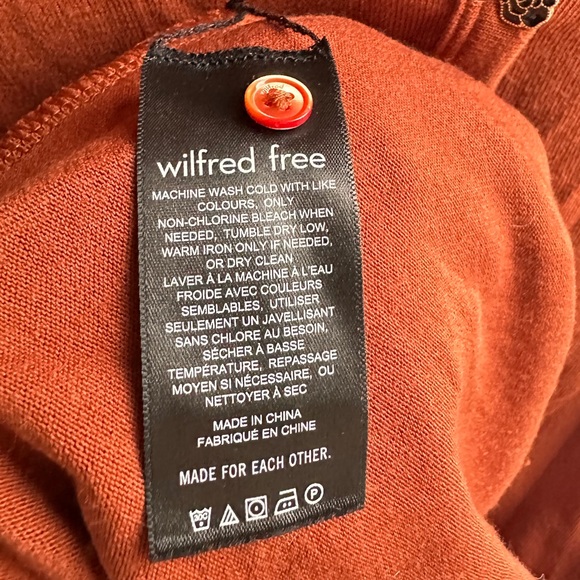 wilfred free
MACHINE WASH COLD WITH LIKE
COLOURS, ONLY
NON-CHLORINE BLEACH WHEN
NEEDED, TUMBLE DRY LOW,
WARM IRON ONLY IF NEEDED,
OR DRY CLEAN
LAVER À LA MACHINE À L'EAU
FROIDE AVEC COULEURS
SEMBLABLES, UTILISER
SEULEMENT UN JAVELLISANT
SANS CHLORE AU BESOIN,
SÉCHER À BASSE
TEMPÉRATURE, REPASSAGE
MOYEN SI NÉCESSAIRE, OU
NETTOYER À SEC
MADE IN CHINA
FABRIQUÉ EN CHINE
MADE FOR EACH OTHER.
30C P